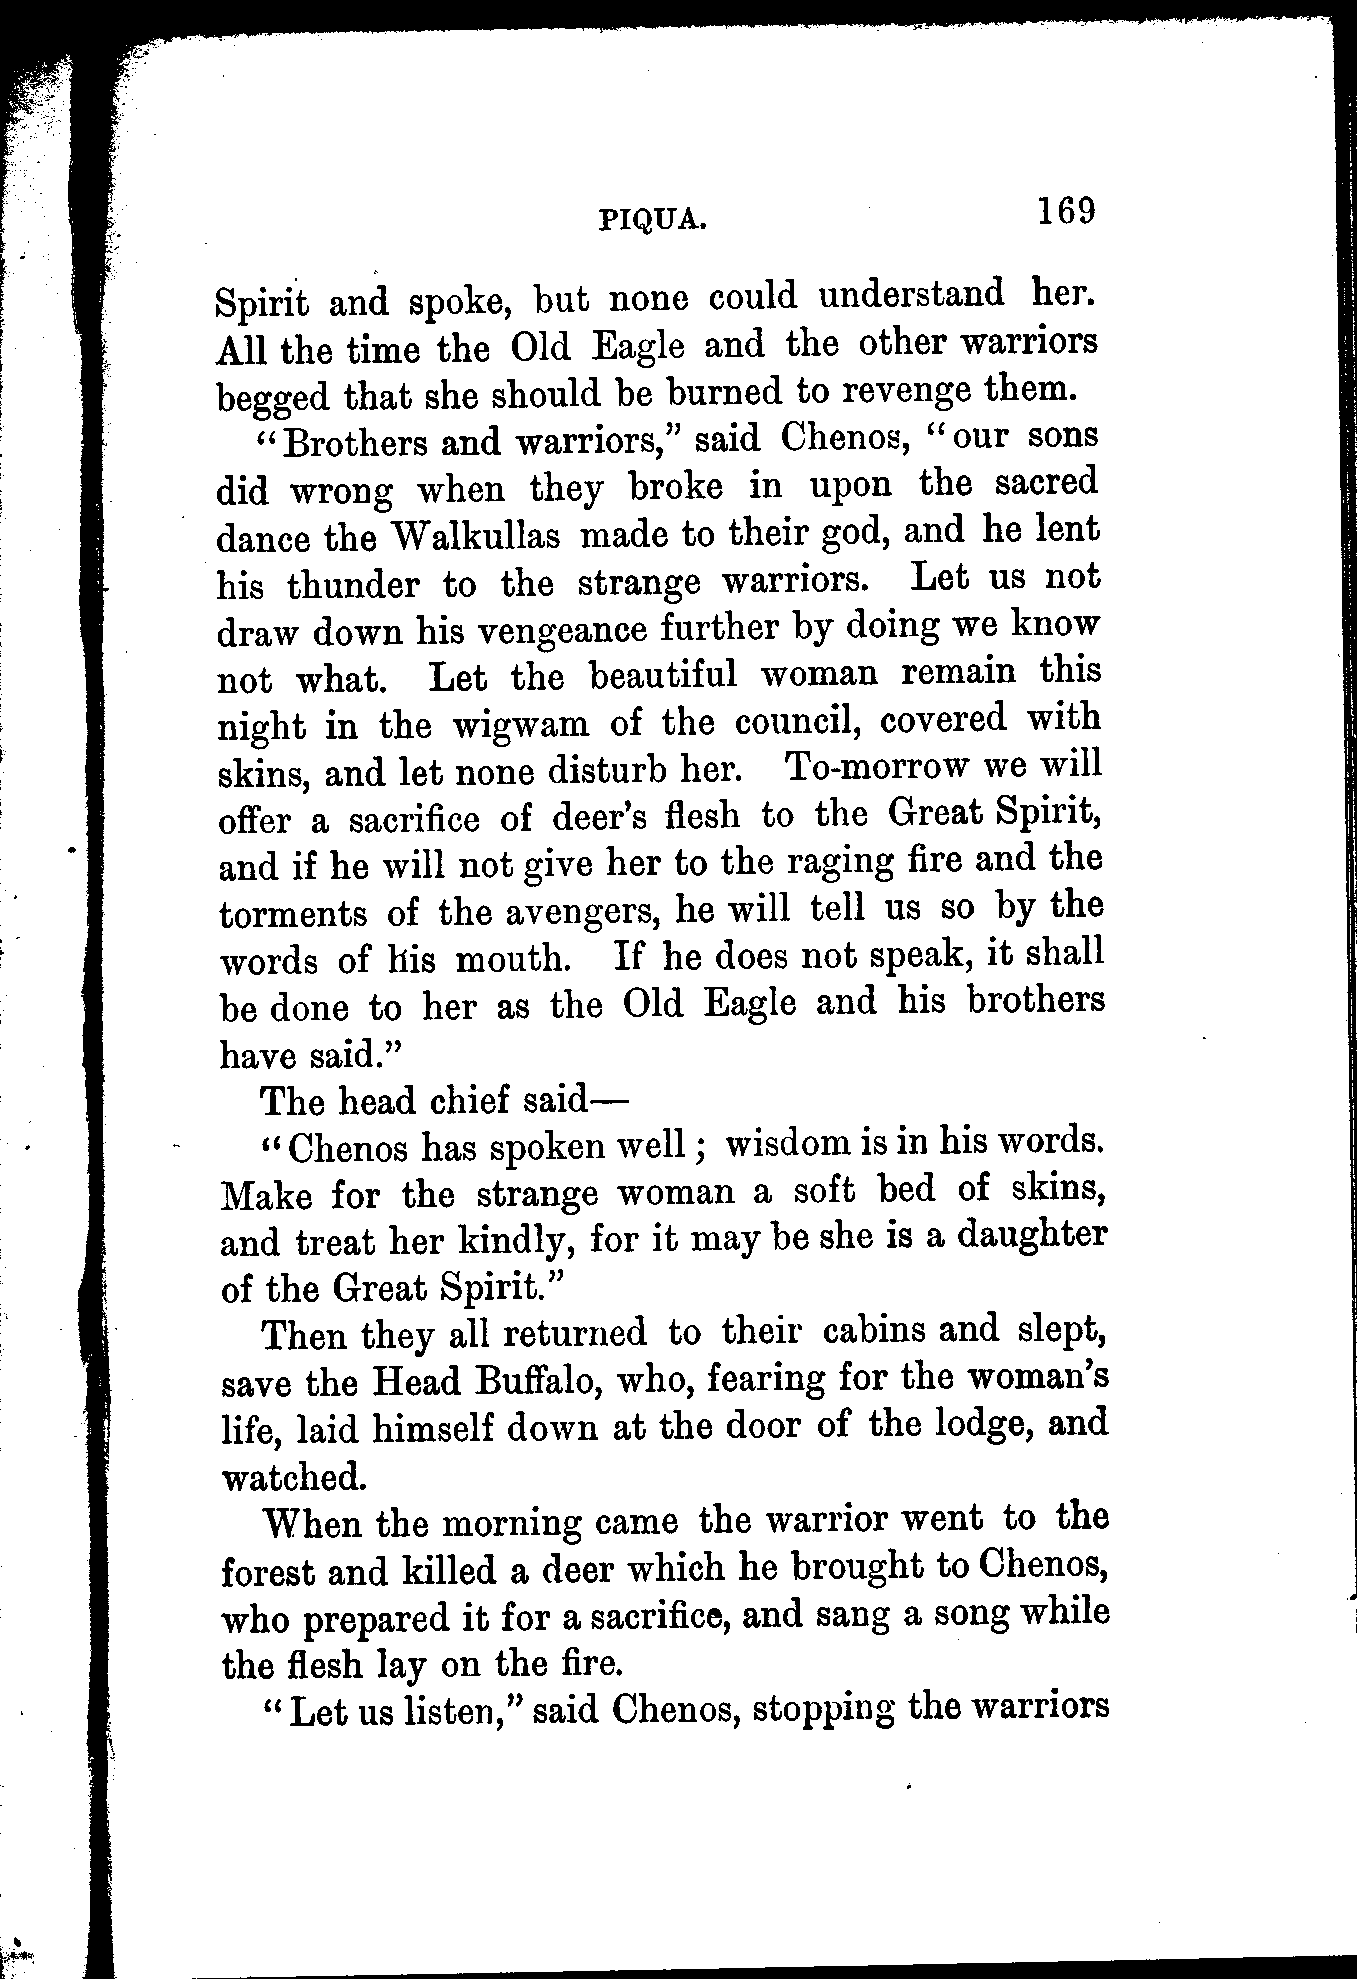 PIQUA. 169
Spirit and spoke, but none could understand her.
All the time the Old Eagle and the other warriors
begged that she should be burned to revenge them.
“Brothers and warriors,” said Chenos, “our sons
did wrong when they broke in upon the sacred
dance the Walkullas made to their god, and he lent
his thunder to the strange warriors. Let us not
draw down his vengeance further by doing we know
not what. Let the beautiful woman remain this
night in the wigwam of the council, covered with
skins, and let none disturb her. To-morrow we will
offer a sacrifice of deer's flesh to the Great Spirit,
and if he will not give her to the raging fire and the
torments of the avengers, he will tell us so by the
words of his mouth. If he does not speak, it shall
be done to her as the Old Eagle and his brothers
have said.”
The head chief said—
“Chenos has spoken well; wisdom is in his words.
Make for the strange woman a soft bed of skins,
and treat her kindly, for it may be she is a daughter
of the Great Spirit.”
Then they all returned to their cabins and slept,
save the Head Buffalo, who, fearing for the woman's
life, laid himself down at the door of the lodge, and
watched.
When the morning came the warrior went to the
forest and killed a deer which he brought to Chenos,
who prepared it for a sacrifice, and sang a song while
the flesh lay on the fire.
“Let us listen,” said Chenos, stopping the warriors